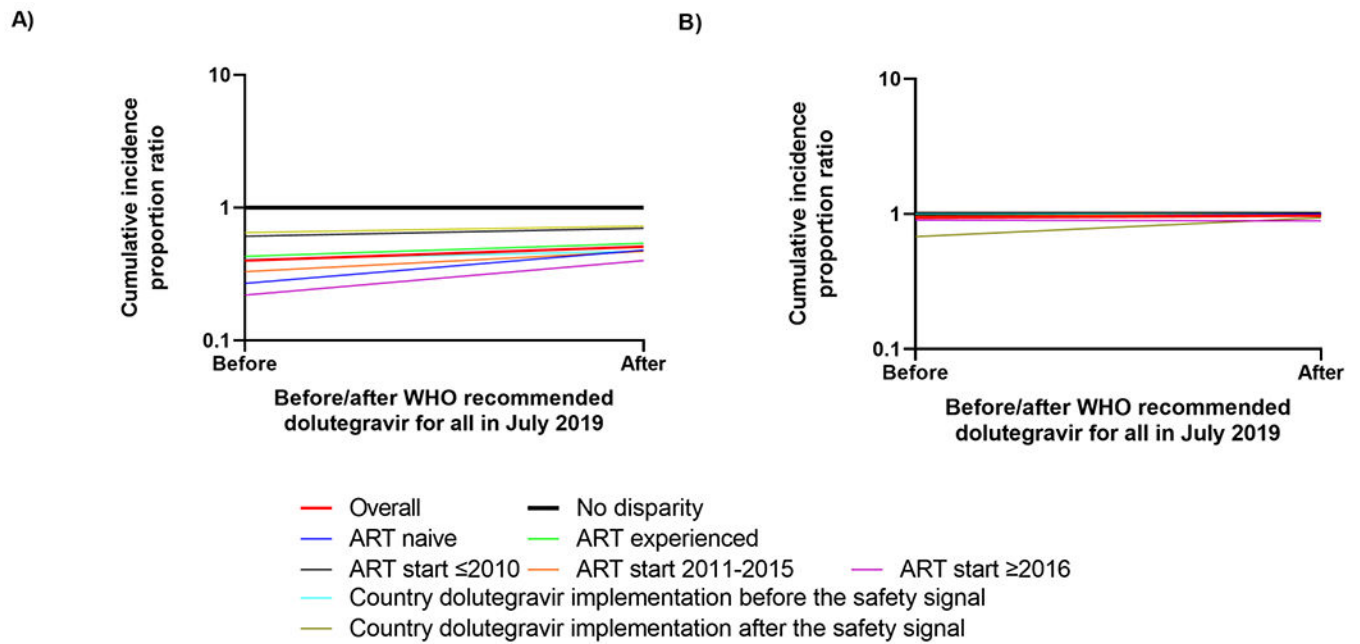 A)
Cumulative incidence
proportion ratio
10
1
0.1
Before
After
Before/after WHO recommended
dolutegravir for all in July 2019
B)
Cumulative incidence
proportion ratio
10
1
0.1
Before
After
Before/after WHO recommended
dolutegravir for all in July 2019
Overall
No disparity
ART naive
ART experienced
ART start ≤2010
ART start 2011-2015
ART start ≥2016
Country dolutegravir implementation before the safety signal
Country dolutegravir implementation after the safety signal